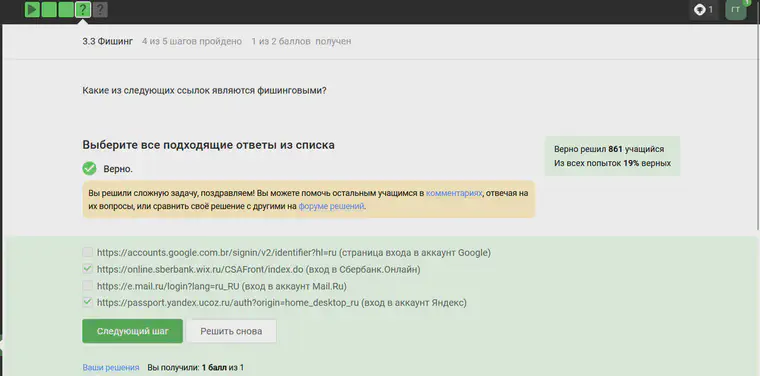 ? ?
1
ГТ
1
3.3 Фишинг 4 из 5 шагов пройдено 1 из 2 баллов получен
Какие из следующих ссылок являются фишинговыми?
Выберите все подходящие ответы из списка
Верно.
Верно решил 861 учащийся
Из всех попыток 19% верных
Вы решили сложную задачу, поздравляем! Вы можете помочь остальным учащимся в комментариях, отвечая на
их вопросы, или сравнить своё решение с другими на форуме решений.
https://accounts.google.com.br/signin/v2/identifier?hl=ru (страница входа в аккаунт Google)
https://online.sberbank.wix.ru/CSAFront/index.do (вход в Сбербанк.Онлайн)
https://e.mail.ru/login?lang=ru_RU (вход в аккаунт Mail.Ru)
https://passport.yandex.ucoz.ru/auth?origin=home_desktop_ru (вход в аккаунт Яндекс)
Следующий шаг Решить снова
Ваши решения Вы получили: 1 балл из 1